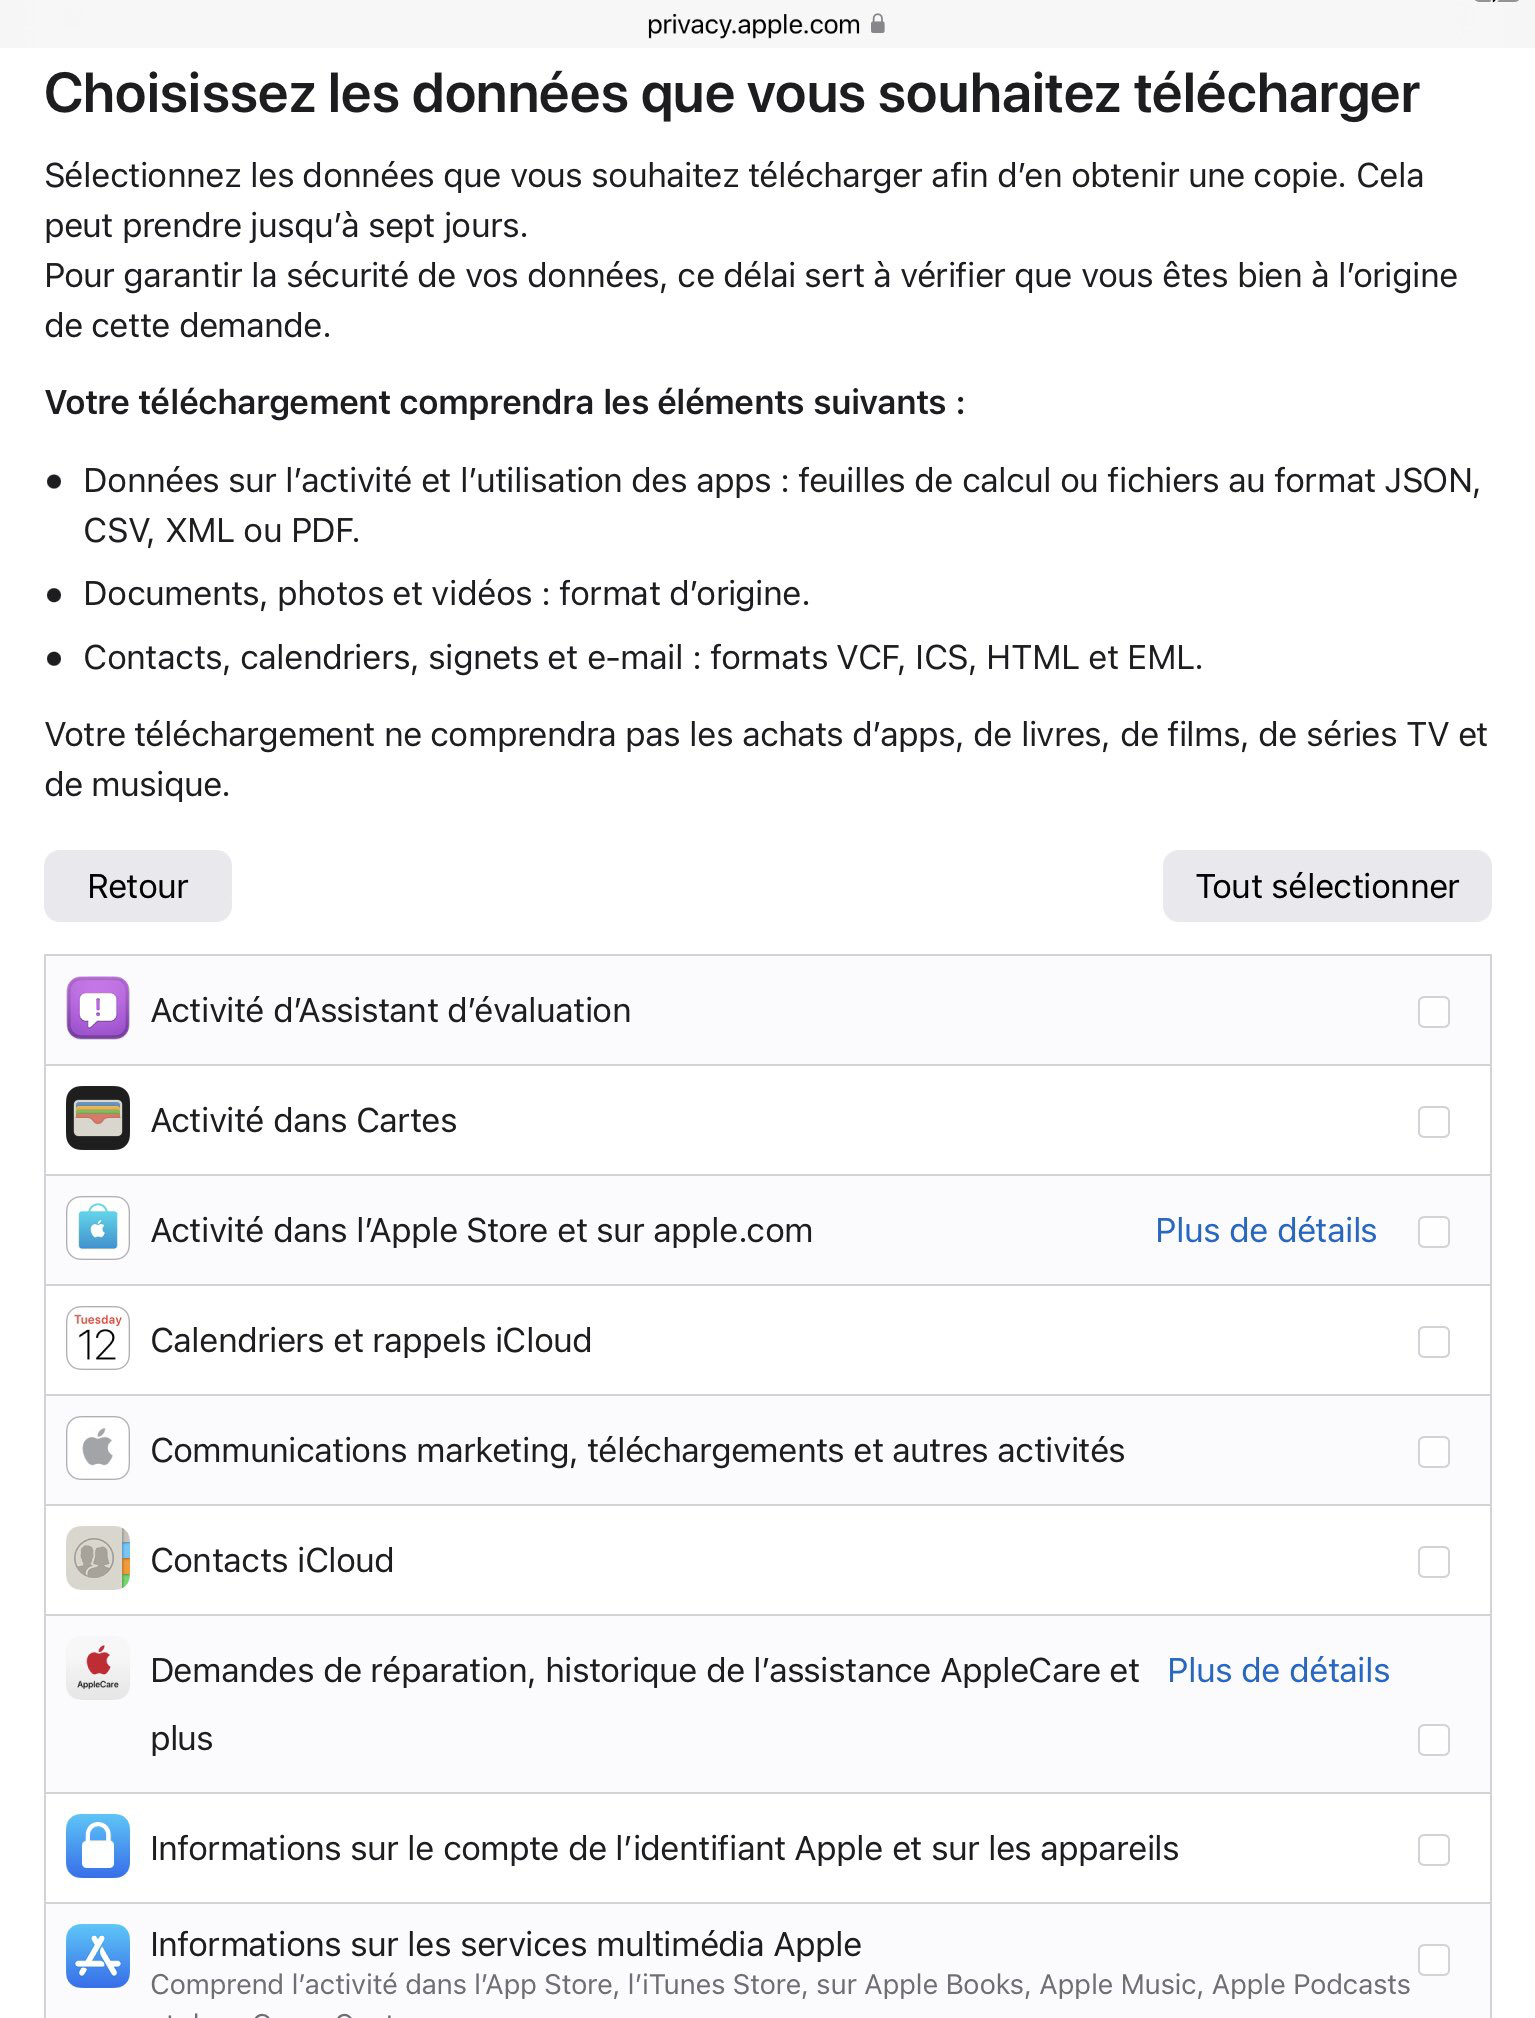 privacy.apple.com
Choisissez les données que vous souhaitez télécharger
Sélectionnez les données que vous souhaitez télécharger afin d’en obtenir une copie. Cela
peut prendre jusqu’à sept jours.
Pour garantir la sécurité de vos données, ce délai sert à vérifier que vous êtes bien à l’origine
de cette demande.
Votre téléchargement comprendra les éléments suivants :
• Données sur l’activité et l’utilisation des apps : feuilles de calcul ou fichiers au format JSON,
CSV, XML ou PDF.
• Documents, photos et vidéos : format d’origine.
• Contacts, calendriers, signets et e-mail : formats VCF, ICS, HTML et EML.
Votre téléchargement ne comprendra pas les achats d’apps, de livres, de films, de séries TV et
de musique.
Retour
Tout sélectionner
Activité d’Assistant d’évaluation
Activité dans Cartes
Activité dans l’Apple Store et sur apple.com
Plus de détails
Tuesday
12
Calendriers et rappels iCloud
Communications marketing, téléchargements et autres activités
Contacts iCloud
AppleCare
Demandes de réparation, historique de l’assistance AppleCare et
plus
Plus de détails
Informations sur le compte de l’identifiant Apple et sur les appareils
Informations sur les services multimédia Apple
Comprend l’activité dans l’App Store, l’iTunes Store, sur Apple Books, Apple Music, Apple Podcasts